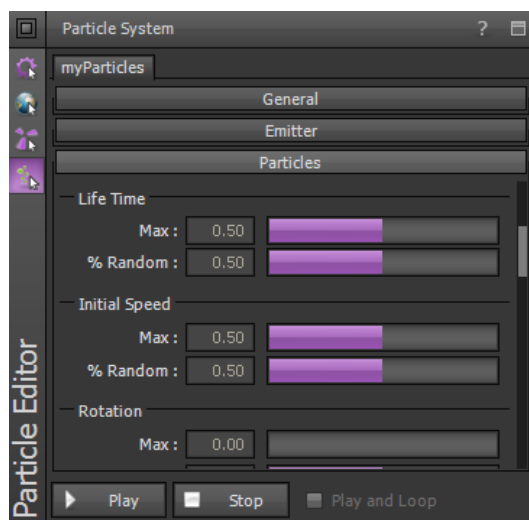 Particle System ?
myParticles
General
Emitter
Particles
Life Time
Max : 0.50
% Random : 0.50
Initial Speed
Max : 0.50
% Random : 0.50
Rotation
Max : 0.00
Play Stop Play and Loop
Particle Editor